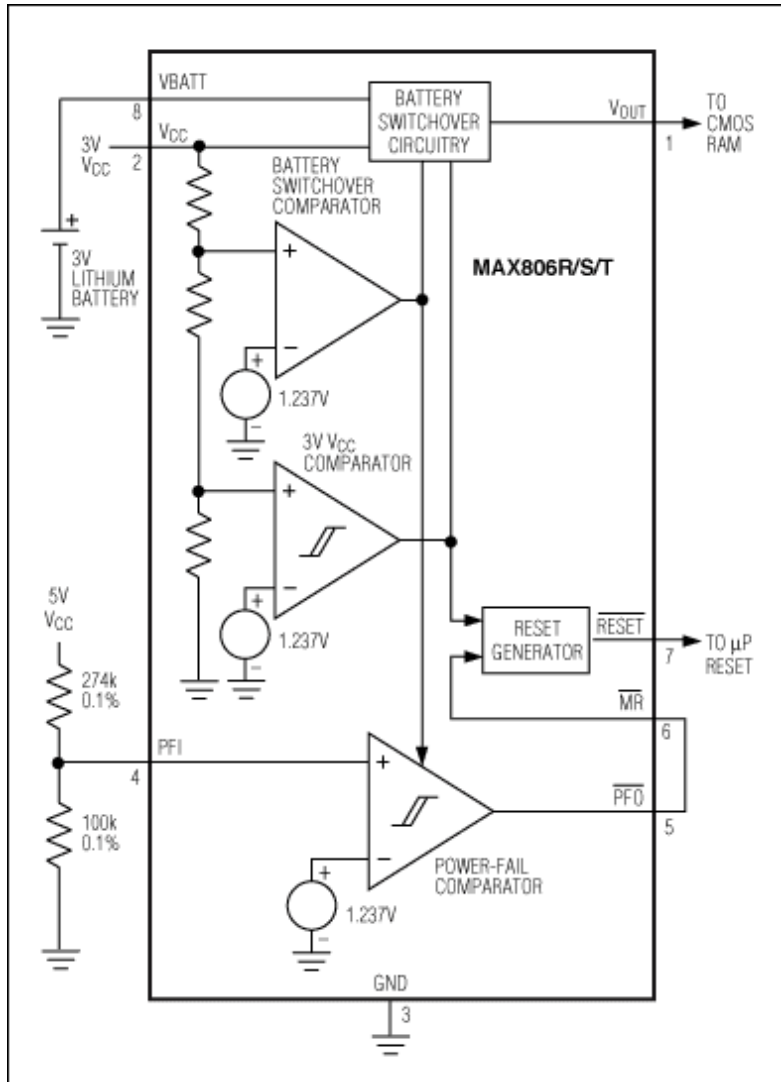 VBATT
8
BATTERY
SWITCHOVER
CIRCUITRY
VOUT
1
TO
CMOS
RAM
3V
VCC
2
VCC
BATTERY
SWITCHOVER
COMPARATOR
MAX806R/S/T
+
3V
LITHIUM
BATTERY
+
−
+
1.237V
−
3V VCC
COMPARATOR
+
−
+
1.237V
−
5V
VCC
274k
0.1%
RESET
GENERATOR
RESET
7
TO µP
RESET
MR
6
PFI
4
+
−
PFO
5
100k
0.1%
POWER-FAIL
COMPARATOR
+
1.237V
−
GND
3